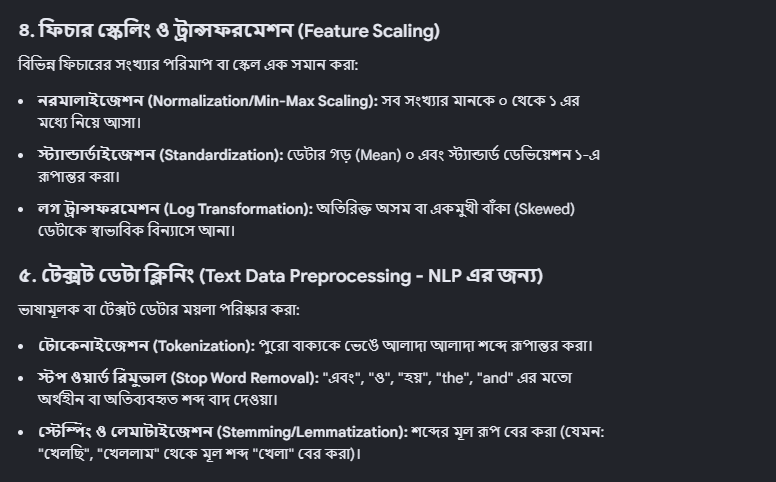 ৪. ফিচার স্কেলিং ও ট্রান্সফরমেশন (Feature Scaling)
বিভিন্ন ফিচারের সংখ্যার পরিমাপ বা স্কেল এক সমান করা:
• নরমালাইজেশন (Normalization/Min-Max Scaling): সব সংখ্যার মানকে ০ থেকে ১ এর
মধ্যে নিয়ে আসা।
• স্ট্যান্ডার্ডাইজেশন (Standardization): ডেটার গড় (Mean) ০ এবং স্ট্যান্ডার্ড ডেভিয়েশন ১-এ
রূপান্তর করা।
• লগ ট্রান্সফরমেশন (Log Transformation): অতিরিক্ত অসম বা একমুখী বাঁকা (Skewed)
ডেটাকে স্বাভাবিক বিন্যাসে আনা।
৫. টেক্সট ডেটা ক্লিনিং (Text Data Preprocessing - NLP এর জন্য)
ভাষামূলক বা টেক্সট ডেটার ময়লা পরিষ্কার করা:
• টোকেনাইজেশন (Tokenization): পুরো বাক্যকে ভেঙে আলাদা আলাদা শব্দে রূপান্তর করা।
• স্টপ ওয়ার্ড রিমুভাল (Stop Word Removal): "এবং", "ও", "হয়", "the", "and" এর মতো
অর্থহীন বা অতিব্যবহৃত শব্দ বাদ দেওয়া।
• স্টেম্পিং ও লেমাটাইজেশন (Stemming/Lemmatization): শব্দের মূল রূপ বের করা (যেমন:
"খেলছি", "খেললাম" থেকে মূল শব্দ "খেলা" বের করা)।